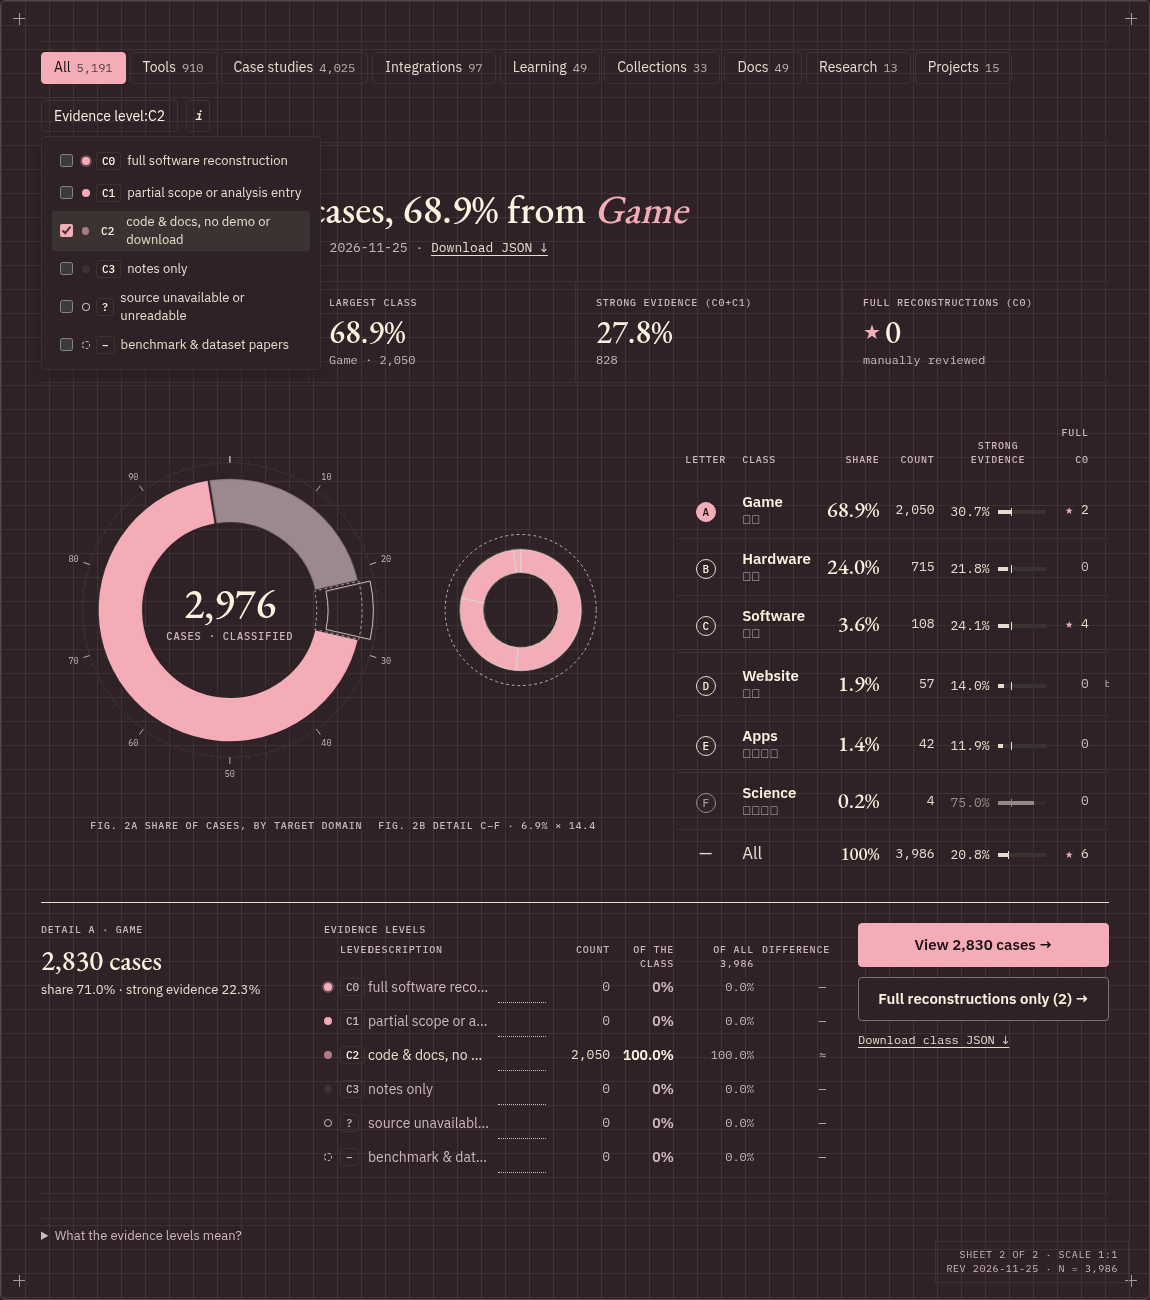 All 5,191
Tools 910
Case studies 4,025
Integrations 97
Learning 49
Collections 33
Docs 49
Research 13
Projects 15
Evidence level:C2
i
C0 full software reconstruction
C1 partial scope or analysis entry
C2 code & docs, no demo or
download
C3 notes only
? source unavailable or
unreadable
– benchmark & dataset papers
cases, 68.9% from Game
2026-11-25 · Download JSON ↓
LARGEST CLASS
68.9%
Game · 2,050
STRONG EVIDENCE (C0+C1)
27.8%
828
FULL RECONSTRUCTIONS (C0)
★ 0
manually reviewed
10
20
30
40
50
60
70
80
90
2,976
CASES · CLASSIFIED
FIG. 2A SHARE OF CASES, BY TARGET DOMAIN
FIG. 2B DETAIL C–F · 6.9% × 14.4
LETTER CLASS SHARE COUNT STRONG EVIDENCE FULL C0
A Game 68.9% 2,050 30.7% ★ 2
B Hardware 24.0% 715 21.8% 0
C Software 3.6% 108 24.1% ★ 4
D Website 1.9% 57 14.0% 0
E Apps 1.4% 42 11.9% 0
F Science 0.2% 4 75.0% 0
— All 100% 3,986 20.8% ★ 6
DETAIL A · GAME
2,830 cases
share 71.0% · strong evidence 22.3%
EVIDENCE LEVELS
LEVEL DESCRIPTION COUNT OF THE CLASS OF ALL 3,986 DIFFERENCE
C0 full software reco... 0 0% 0.0% —
C1 partial scope or a... 0 0% 0.0% —
C2 code & docs, no ... 2,050 100.0% 100.0% ≈
C3 notes only 0 0% 0.0% —
? source unavailabl... 0 0% 0.0% —
– benchmark & dat... 0 0% 0.0% —
View 2,830 cases →
Full reconstructions only (2) →
Download class JSON ↓
▶ What the evidence levels mean?
SHEET 2 OF 2 · SCALE 1:1
REV 2026-11-25 · N = 3,986